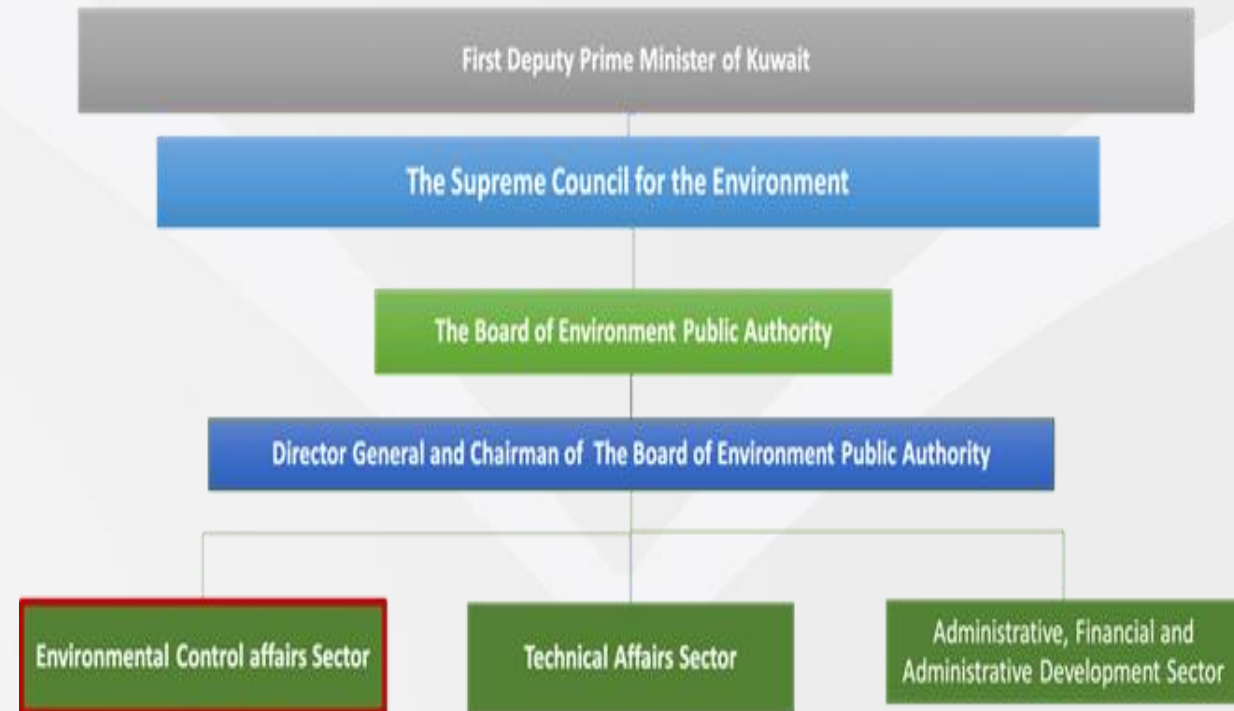 First Deputy Prime Minister of Kuwait
The Supreme Council for the Environment
The Board of Environment Public Authority
Director General and Chairman of The Board of Environment Public Authority
Environmental Control affairs Sector
Technical Affairs Sector
Administrative, Financial and
Administrative Development Sector